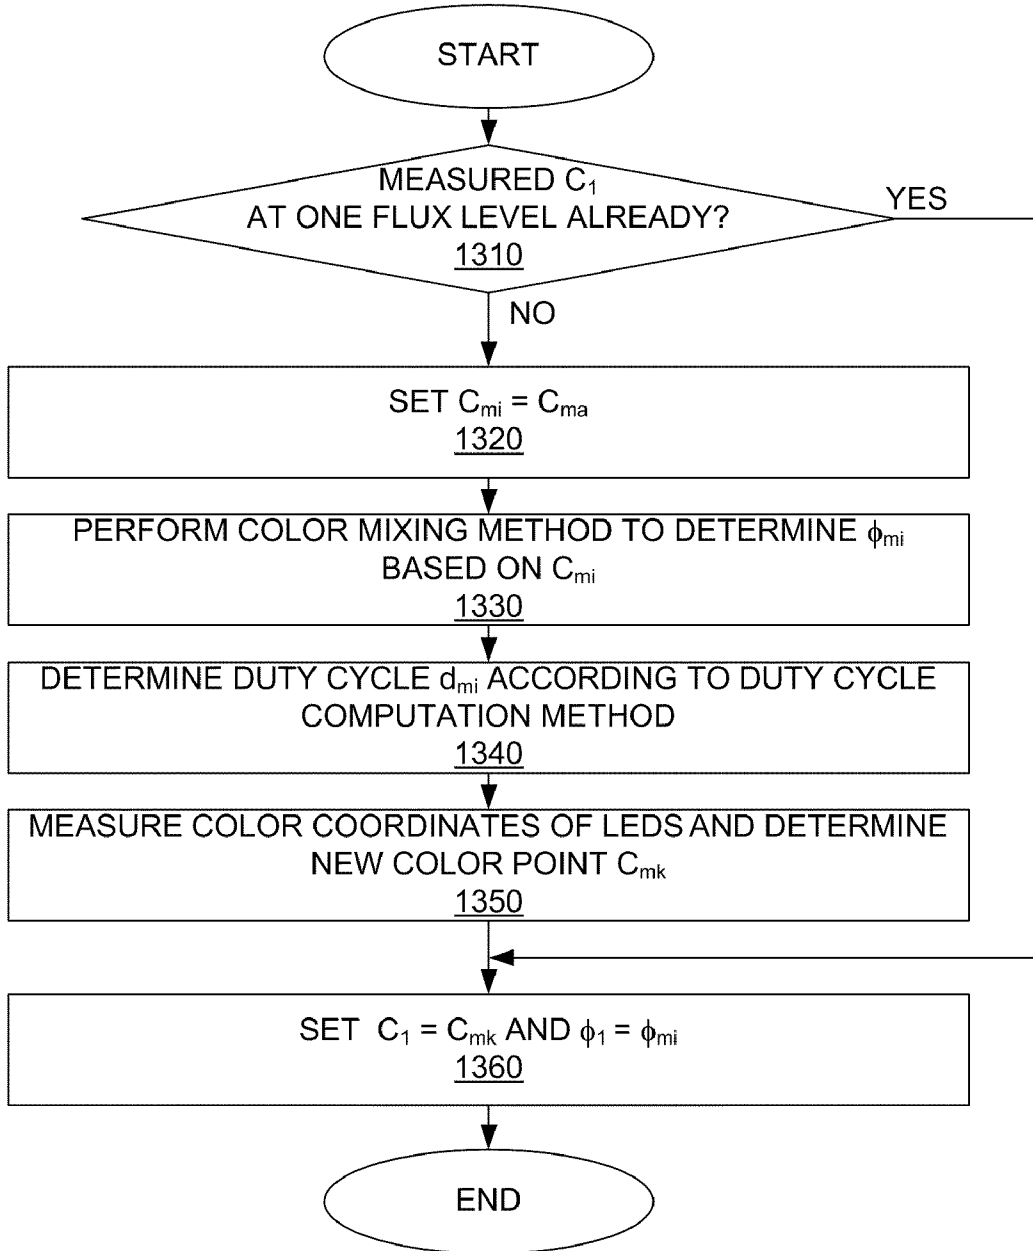 START
MEASURED C₁
AT ONE FLUX LEVEL ALREADY?
1310
YES
NO
SET Cₘᵢ = Cₘₐ
1320
PERFORM COLOR MIXING METHOD TO DETERMINE ϕₘᵢ
BASED ON Cₘᵢ
1330
DETERMINE DUTY CYCLE dₘᵢ ACCORDING TO DUTY CYCLE
COMPUTATION METHOD
1340
MEASURE COLOR COORDINATES OF LEDS AND DETERMINE
NEW COLOR POINT Cₘₖ
1350
SET C₁ = Cₘₖ AND ϕ₁ = ϕₘᵢ
1360
END